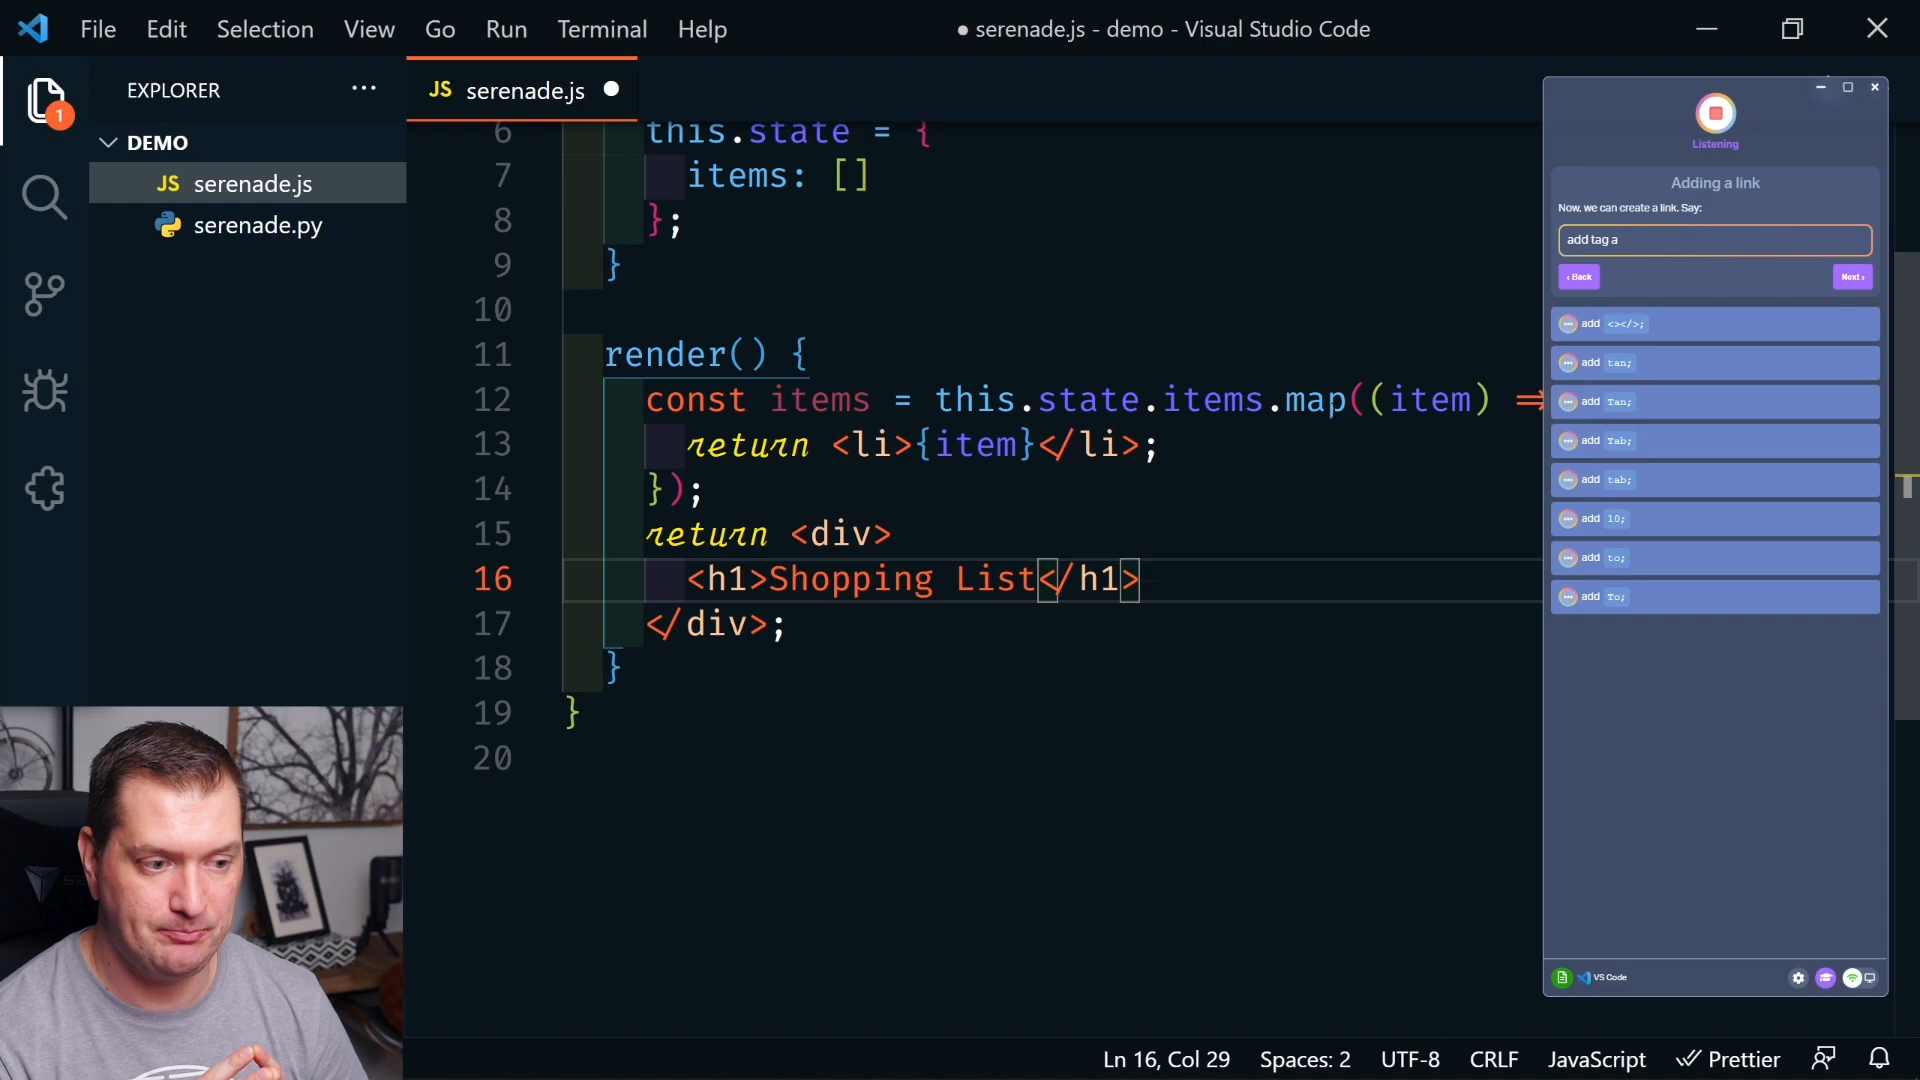 File Edit Selection View Go Run Terminal Help
● serenade.js - demo - Visual Studio Code
EXPLORER ···
1
DEMO
JS serenade.js
serenade.py
JS serenade.js
6 this.state = {
7 items: []
8 };
9 }
10
11 render() {
12 const items = this.state.items.map((item) =>
13 return <li>{item}</li>;
14 });
15 return <div>
16 <h1>Shopping List</h1>
17 </div>;
18 }
19 }
20
Listening
Adding a link
Now, we can create a link. Say:
add tag a
‹ Back
Next ›
add <></>;
add tan;
add Tan;
add Tab;
add tab;
add 10;
add to;
add To;
VS Code
Ln 16, Col 29 Spaces: 2 UTF-8 CRLF JavaScript Prettier